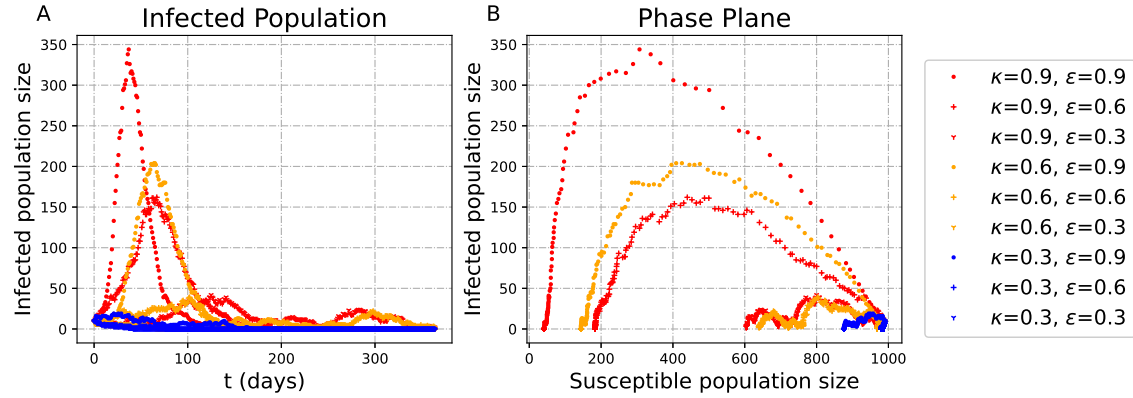 A
Infected Population
Infected population size
350
300
250
200
150
100
50
0
0
100
200
300
t (days)
B
Phase Plane
Infected population size
350
300
250
200
150
100
50
0
0
200
400
600
800
1000
Susceptible population size
κ=0.9, ε=0.9
κ=0.9, ε=0.6
κ=0.9, ε=0.3
κ=0.6, ε=0.9
κ=0.6, ε=0.6
κ=0.6, ε=0.3
κ=0.3, ε=0.9
κ=0.3, ε=0.6
κ=0.3, ε=0.3